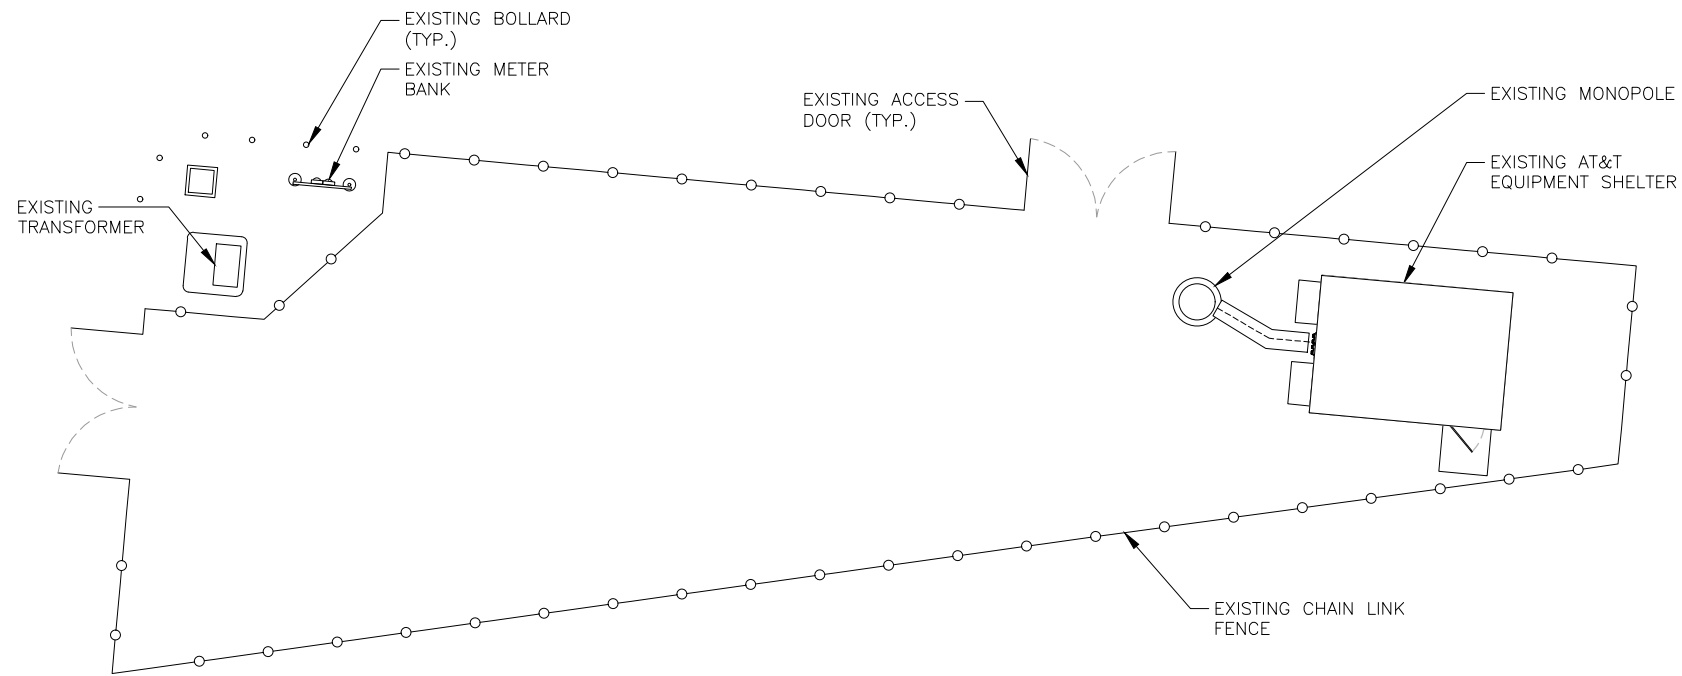 EXISTING BOLLARD
(TYP.)
EXISTING METER
BANK
EXISTING ACCESS
DOOR (TYP.)
EXISTING MONOPOLE
EXISTING AT&T
EQUIPMENT SHELTER
EXISTING
TRANSFORMER
EXISTING CHAIN LINK
FENCE